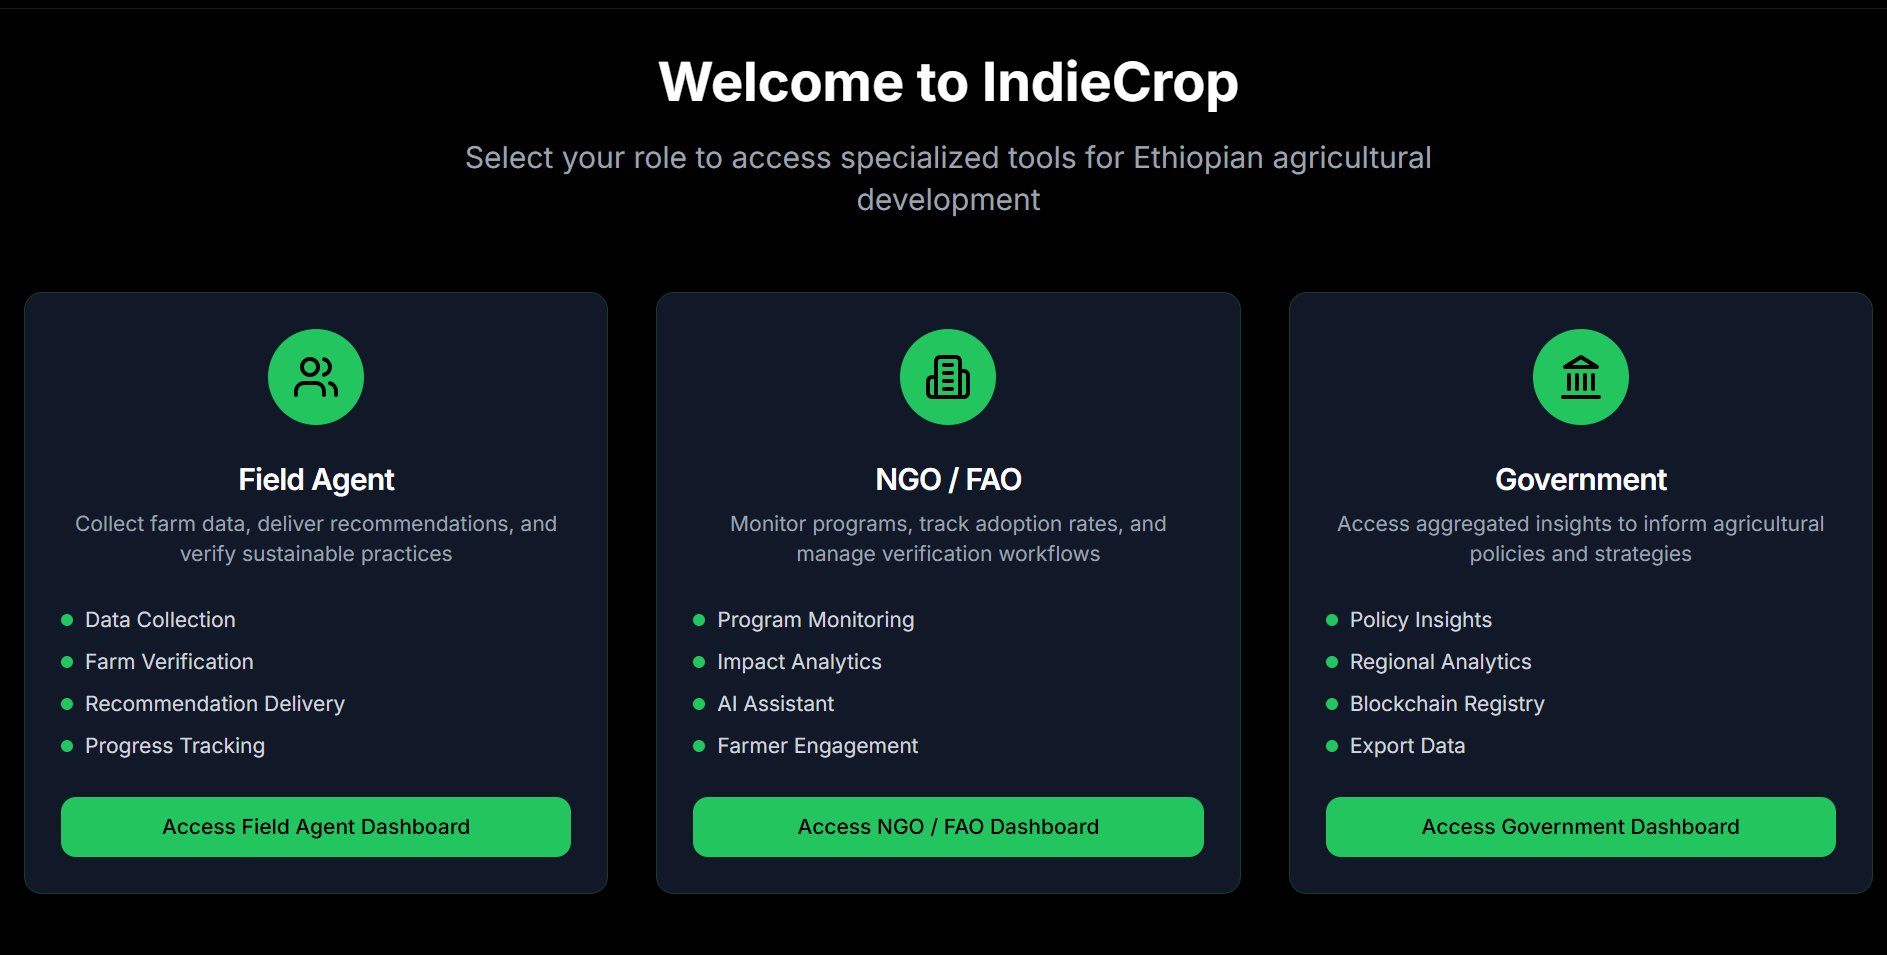 Welcome to IndieCrop
Select your role to access specialized tools for Ethiopian agricultural
development
Field Agent
Collect farm data, deliver recommendations, and
verify sustainable practices
Data Collection
Farm Verification
Recommendation Delivery
Progress Tracking
Access Field Agent Dashboard
NGO / FAO
Monitor programs, track adoption rates, and
manage verification workflows
Program Monitoring
Impact Analytics
AI Assistant
Farmer Engagement
Access NGO / FAO Dashboard
Government
Access aggregated insights to inform agricultural
policies and strategies
Policy Insights
Regional Analytics
Blockchain Registry
Export Data
Access Government Dashboard